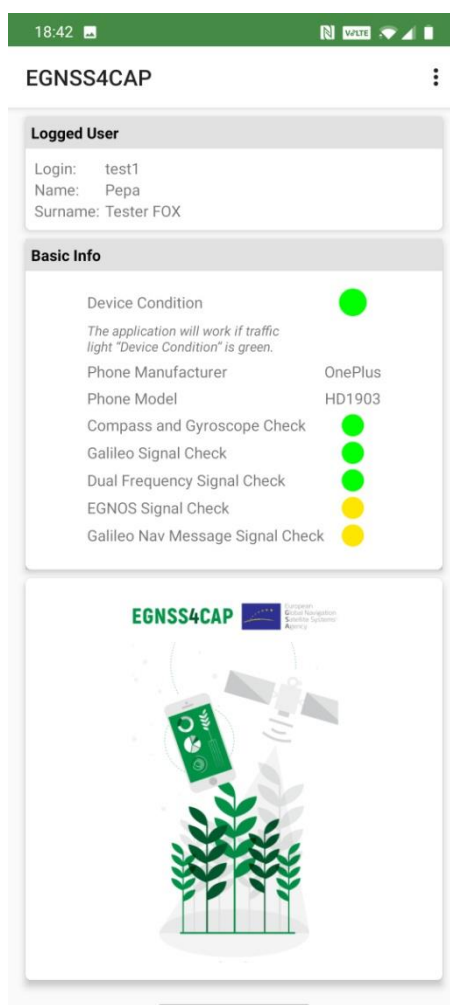 18:42
VoLTE
EGNSS4CAP
Logged User
Login: test1
Name: Pepa
Surname: Tester FOX
Basic Info
Device Condition
The application will work if traffic
light “Device Condition” is green.
Phone Manufacturer OnePlus
Phone Model HD1903
Compass and Gyroscope Check
Galileo Signal Check
Dual Frequency Signal Check
EGNOS Signal Check
Galileo Nav Message Signal Check
EGNSS4CAP
European
Global Navigation
Satellite Systems
Agency